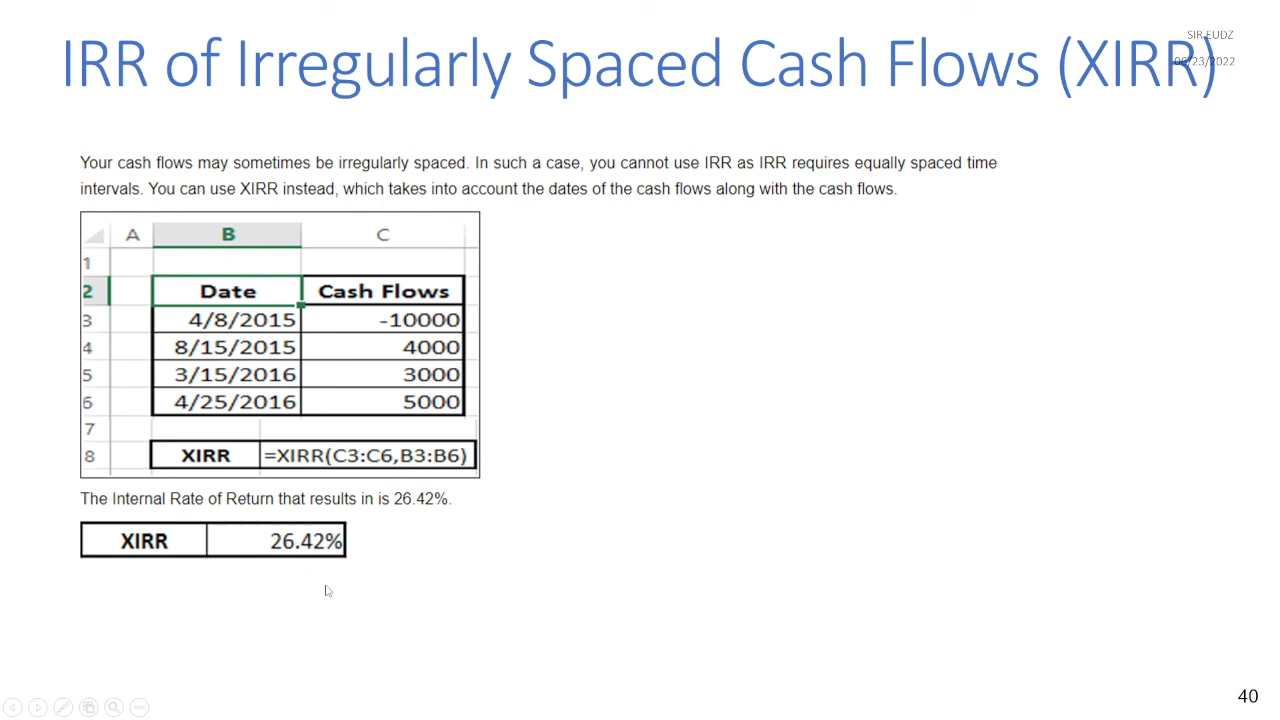 SIR EUDZ
IRR of Irregularly Spaced Cash Flows (XIRR)
06/23/2022
Your cash flows may sometimes be irregularly spaced. In such a case, you cannot use IRR as IRR requires equally spaced time
intervals. You can use XIRR instead, which takes into account the dates of the cash flows along with the cash flows.
A B C
1
2 Date Cash Flows
3 4/8/2015 -10000
4 8/15/2015 4000
5 3/15/2016 3000
6 4/25/2016 5000
7
8 XIRR =XIRR(C3:C6,B3:B6)
The Internal Rate of Return that results in is 26.42%.
XIRR 26.42%
40